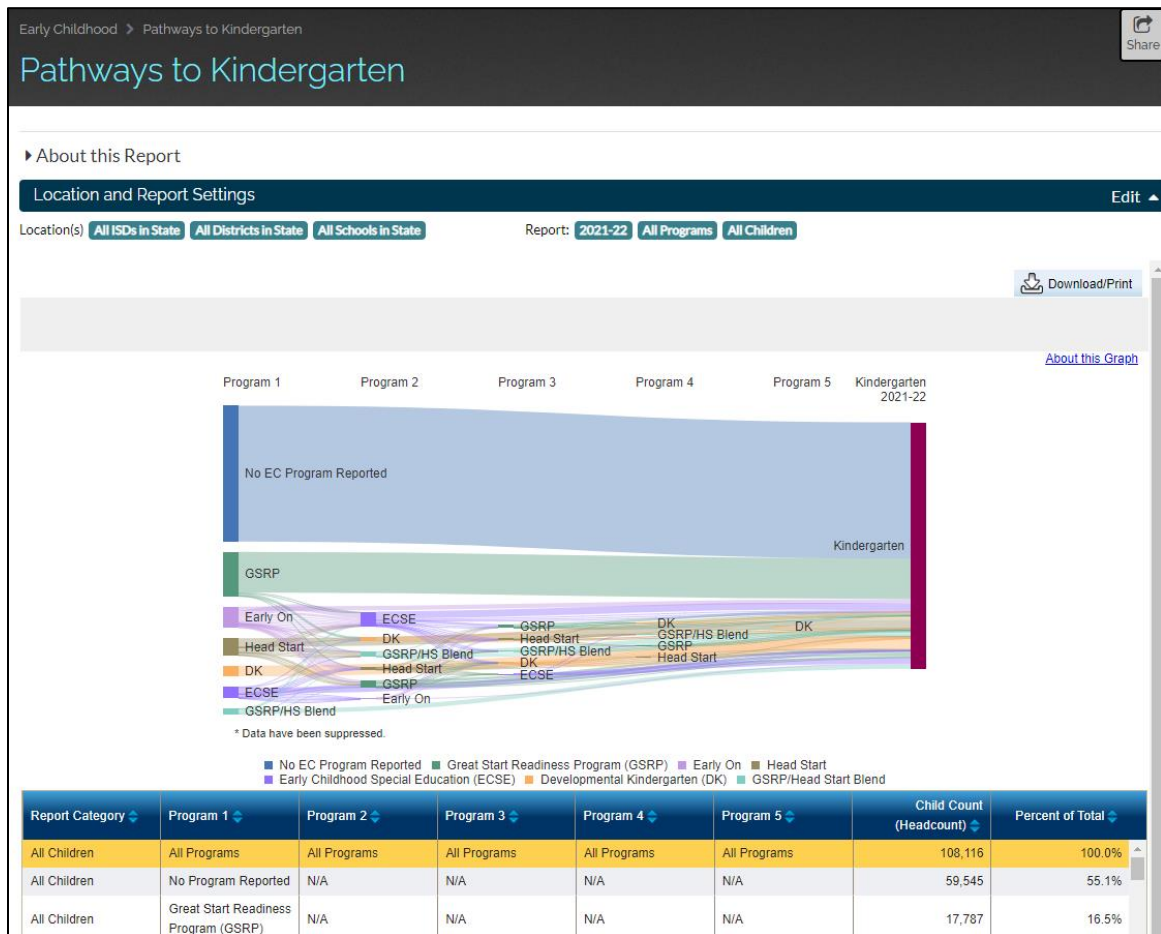 Early Childhood > Pathways to Kindergarten
Share
Pathways to Kindergarten
About this Report
Location and Report Settings
Edit
Location(s) All ISDs in State All Districts in State All Schools in State Report: 2021-22 All Programs All Children
Download/Print
About this Graph
Program 1 Program 2 Program 3 Program 4 Program 5 Kindergarten
2021-22
No EC Program Reported
Kindergarten
GSRP
Early On
Head Start
DK
ECSE
GSRP/HS Blend
ECSE
DK
GSRP/HS Blend
Head Start
GSRP
Early On
GSRP
Head Start
GSRP/HS Blend
DK
ECSE
DK
GSRP/HS Blend
GSRP
Head Start
DK
* Data have been suppressed.
No EC Program Reported Great Start Readiness Program (GSRP) Early On Head Start
Early Childhood Special Education (ECSE) Developmental Kindergarten (DK) GSRP/Head Start Blend
Report Category Program 1 Program 2 Program 3 Program 4 Program 5 Child Count (Headcount) Percent of Total
All Children All Programs All Programs All Programs All Programs All Programs 108,116 100.0%
All Children No Program Reported N/A N/A N/A N/A 59,545 55.1%
All Children Great Start Readiness Program (GSRP) N/A N/A N/A N/A 17,787 16.5%